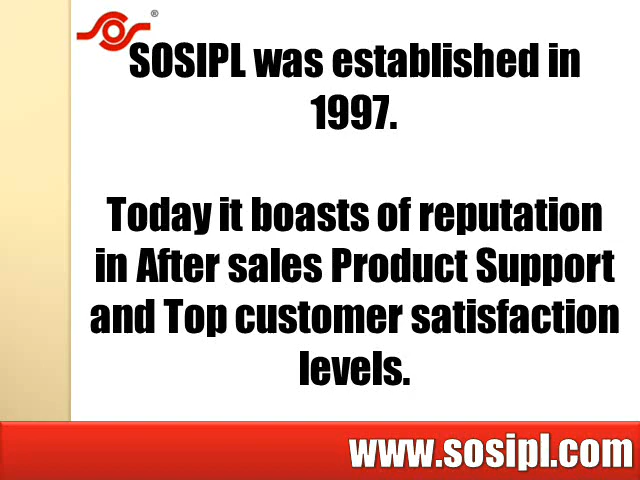 SOS®
SOSIPL was established in
1997.
Today it boasts of reputation
in After sales Product Support
and Top customer satisfaction
levels.
www.sosipl.com